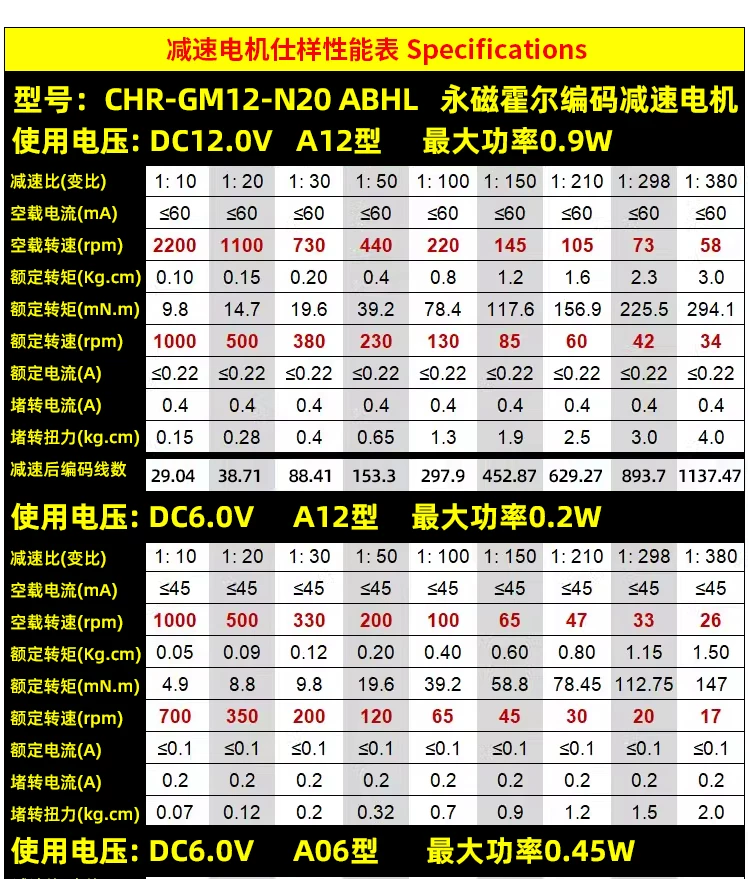 减速电机仕样性能表 Specifications
型号：CHR-GM12-N20 ABHL 永磁霍尔编码减速电机
使用电压: DC12.0V A12型 最大功率0.9W
减速比(变比) 1: 10 1: 20 1: 30 1: 50 1: 100 1: 150 1: 210 1: 298 1: 380
空载电流(mA) ≤60 ≤60 ≤60 ≤60 ≤60 ≤60 ≤60 ≤60 ≤60
空载转速(rpm) 2200 1100 730 440 220 145 105 73 58
额定转矩(Kg.cm) 0.10 0.15 0.20 0.4 0.8 1.2 1.6 2.3 3.0
额定转矩(mN.m) 9.8 14.7 19.6 39.2 78.4 117.6 156.9 225.5 294.1
额定转速(rpm) 1000 500 380 230 130 85 60 42 34
额定电流(A) ≤0.22 ≤0.22 ≤0.22 ≤0.22 ≤0.22 ≤0.22 ≤0.22 ≤0.22 ≤0.22
堵转电流(A) 0.4 0.4 0.4 0.4 0.4 0.4 0.4 0.4 0.4
堵转扭力(kg.cm) 0.15 0.28 0.4 0.65 1.3 1.9 2.5 3.0 4.0
减速后编码线数 29.04 38.71 88.41 153.3 297.9 452.87 629.27 893.7 1137.47
使用电压: DC6.0V A12型 最大功率0.2W
减速比(变比) 1: 10 1: 20 1: 30 1: 50 1: 100 1: 150 1: 210 1: 298 1: 380
空载电流(mA) ≤45 ≤45 ≤45 ≤45 ≤45 ≤45 ≤45 ≤45 ≤45
空载转速(rpm) 1000 500 330 200 100 65 47 33 26
额定转矩(Kg.cm) 0.05 0.09 0.12 0.20 0.40 0.60 0.80 1.15 1.50
额定转矩(mN.m) 4.9 8.8 9.8 19.6 39.2 58.8 78.45 112.75 147
额定转速(rpm) 700 350 200 120 65 45 30 20 17
额定电流(A) ≤0.1 ≤0.1 ≤0.1 ≤0.1 ≤0.1 ≤0.1 ≤0.1 ≤0.1 ≤0.1
堵转电流(A) 0.2 0.2 0.2 0.2 0.2 0.2 0.2 0.2 0.2
堵转扭力(kg.cm) 0.07 0.12 0.2 0.32 0.7 0.9 1.2 1.5 2.0
使用电压: DC6.0V A06型 最大功率0.45W